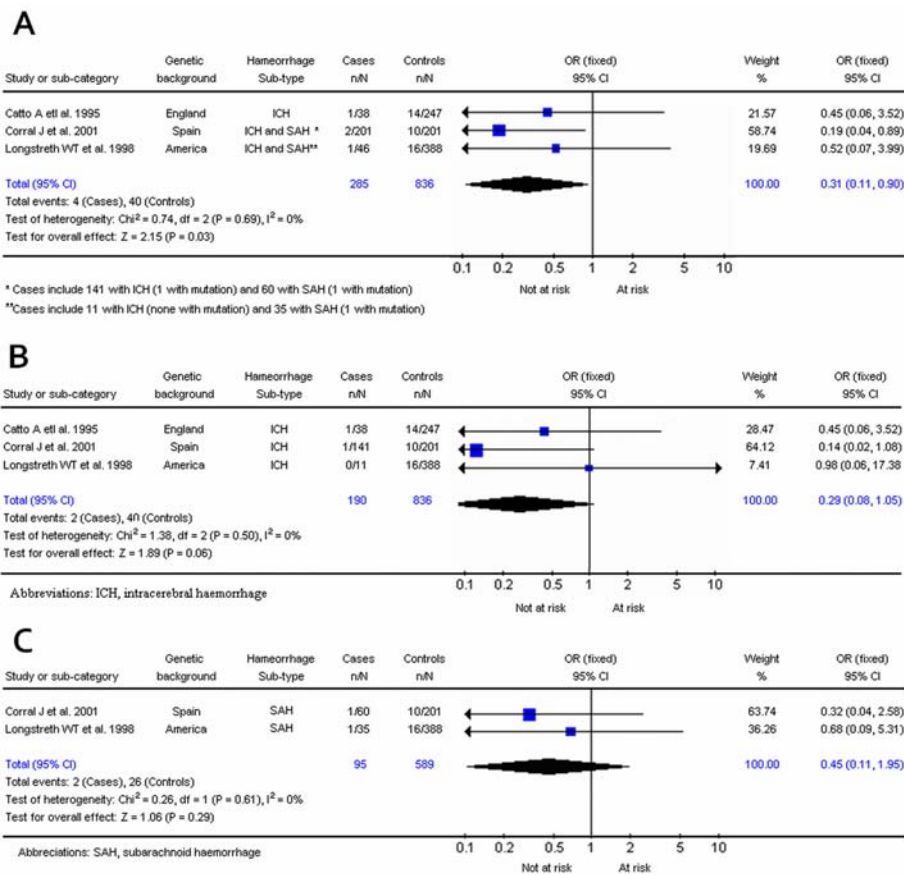 A
Genetic Haemorrhage Cases Controls OR (fixed) Weight OR (fixed)
Study or sub-category background Sub-type n/N n/N 95% CI % 95% CI
Catto A etl al. 1995 England ICH 1/38 14/247 21.57 0.45 (0.06, 3.52)
Corral J et al. 2001 Spain ICH and SAH * 2/201 10/201 58.74 0.19 (0.04, 0.89)
Longstreth WT et al. 1998 America ICH and SAH** 1/46 16/388 19.69 0.52 (0.07, 3.99)
Total (95% CI) 285 836 100.00 0.31 (0.11, 0.90)
Total events: 4 (Cases), 40 (Controls)
Test of heterogeneity: Chi² = 0.74, df = 2 (P = 0.69), I² = 0%
Test for overall effect: Z = 2.15 (P = 0.03)
0.1 0.2 0.5 1 2 5 10
Not at risk At risk
* Cases include 141 with ICH (1 with mutation) and 60 with SAH (1 with mutation)
**Cases include 11 with ICH (none with mutation) and 35 with SAH (1 with mutation)
B
Genetic Hameorrhage Cases Controls OR (fixed) Weight OR (fixed)
Study or sub-category background Sub-type n/N n/N 95% CI % 95% CI
Catto A etl al. 1995 England ICH 1/38 14/247 28.47 0.45 (0.06, 3.52)
Corral J et al. 2001 Spain ICH 1/141 10/201 64.12 0.14 (0.02, 1.08)
Longstreth WT et al. 1998 America ICH 0/11 16/388 7.41 0.98 (0.06, 17.38
Total (95% CI) 190 836 100.00 0.29 (0.08, 1.05)
Total events: 2 (Cases), 40 (Controls)
Test of heterogeneity: Chi² = 1.38, df = 2 (P = 0.50), I² = 0%
Test for overall effect: Z = 1.89 (P = 0.06)
0.1 0.2 0.5 1 2 5 10
Not at risk At risk
Abbreviations: ICH, intracerebral haemorrhage
C
Genetic Hameorrhage Cases Controls OR (fixed) Weight OR (fixed)
Study or sub-category background Sub-type n/N n/N 95% CI % 95% CI
Corral J et al. 2001 Spain SAH 1/60 10/201 63.74 0.32 (0.04, 2.58)
Longstreth WT et al. 1998 America SAH 1/35 16/388 36.26 0.68 (0.09, 5.31)
Total (95% CI) 95 589 100.00 0.45 (0.11, 1.95)
Total events: 2 (Cases), 26 (Controls)
Test of heterogeneity: Chi² = 0.26, df = 1 (P = 0.61), I² = 0%
Test for overall effect: Z = 1.06 (P = 0.29)
0.1 0.2 0.5 1 2 5 10
Not at risk At risk
Abbreciations: SAH, subarachnoid haemorrhage